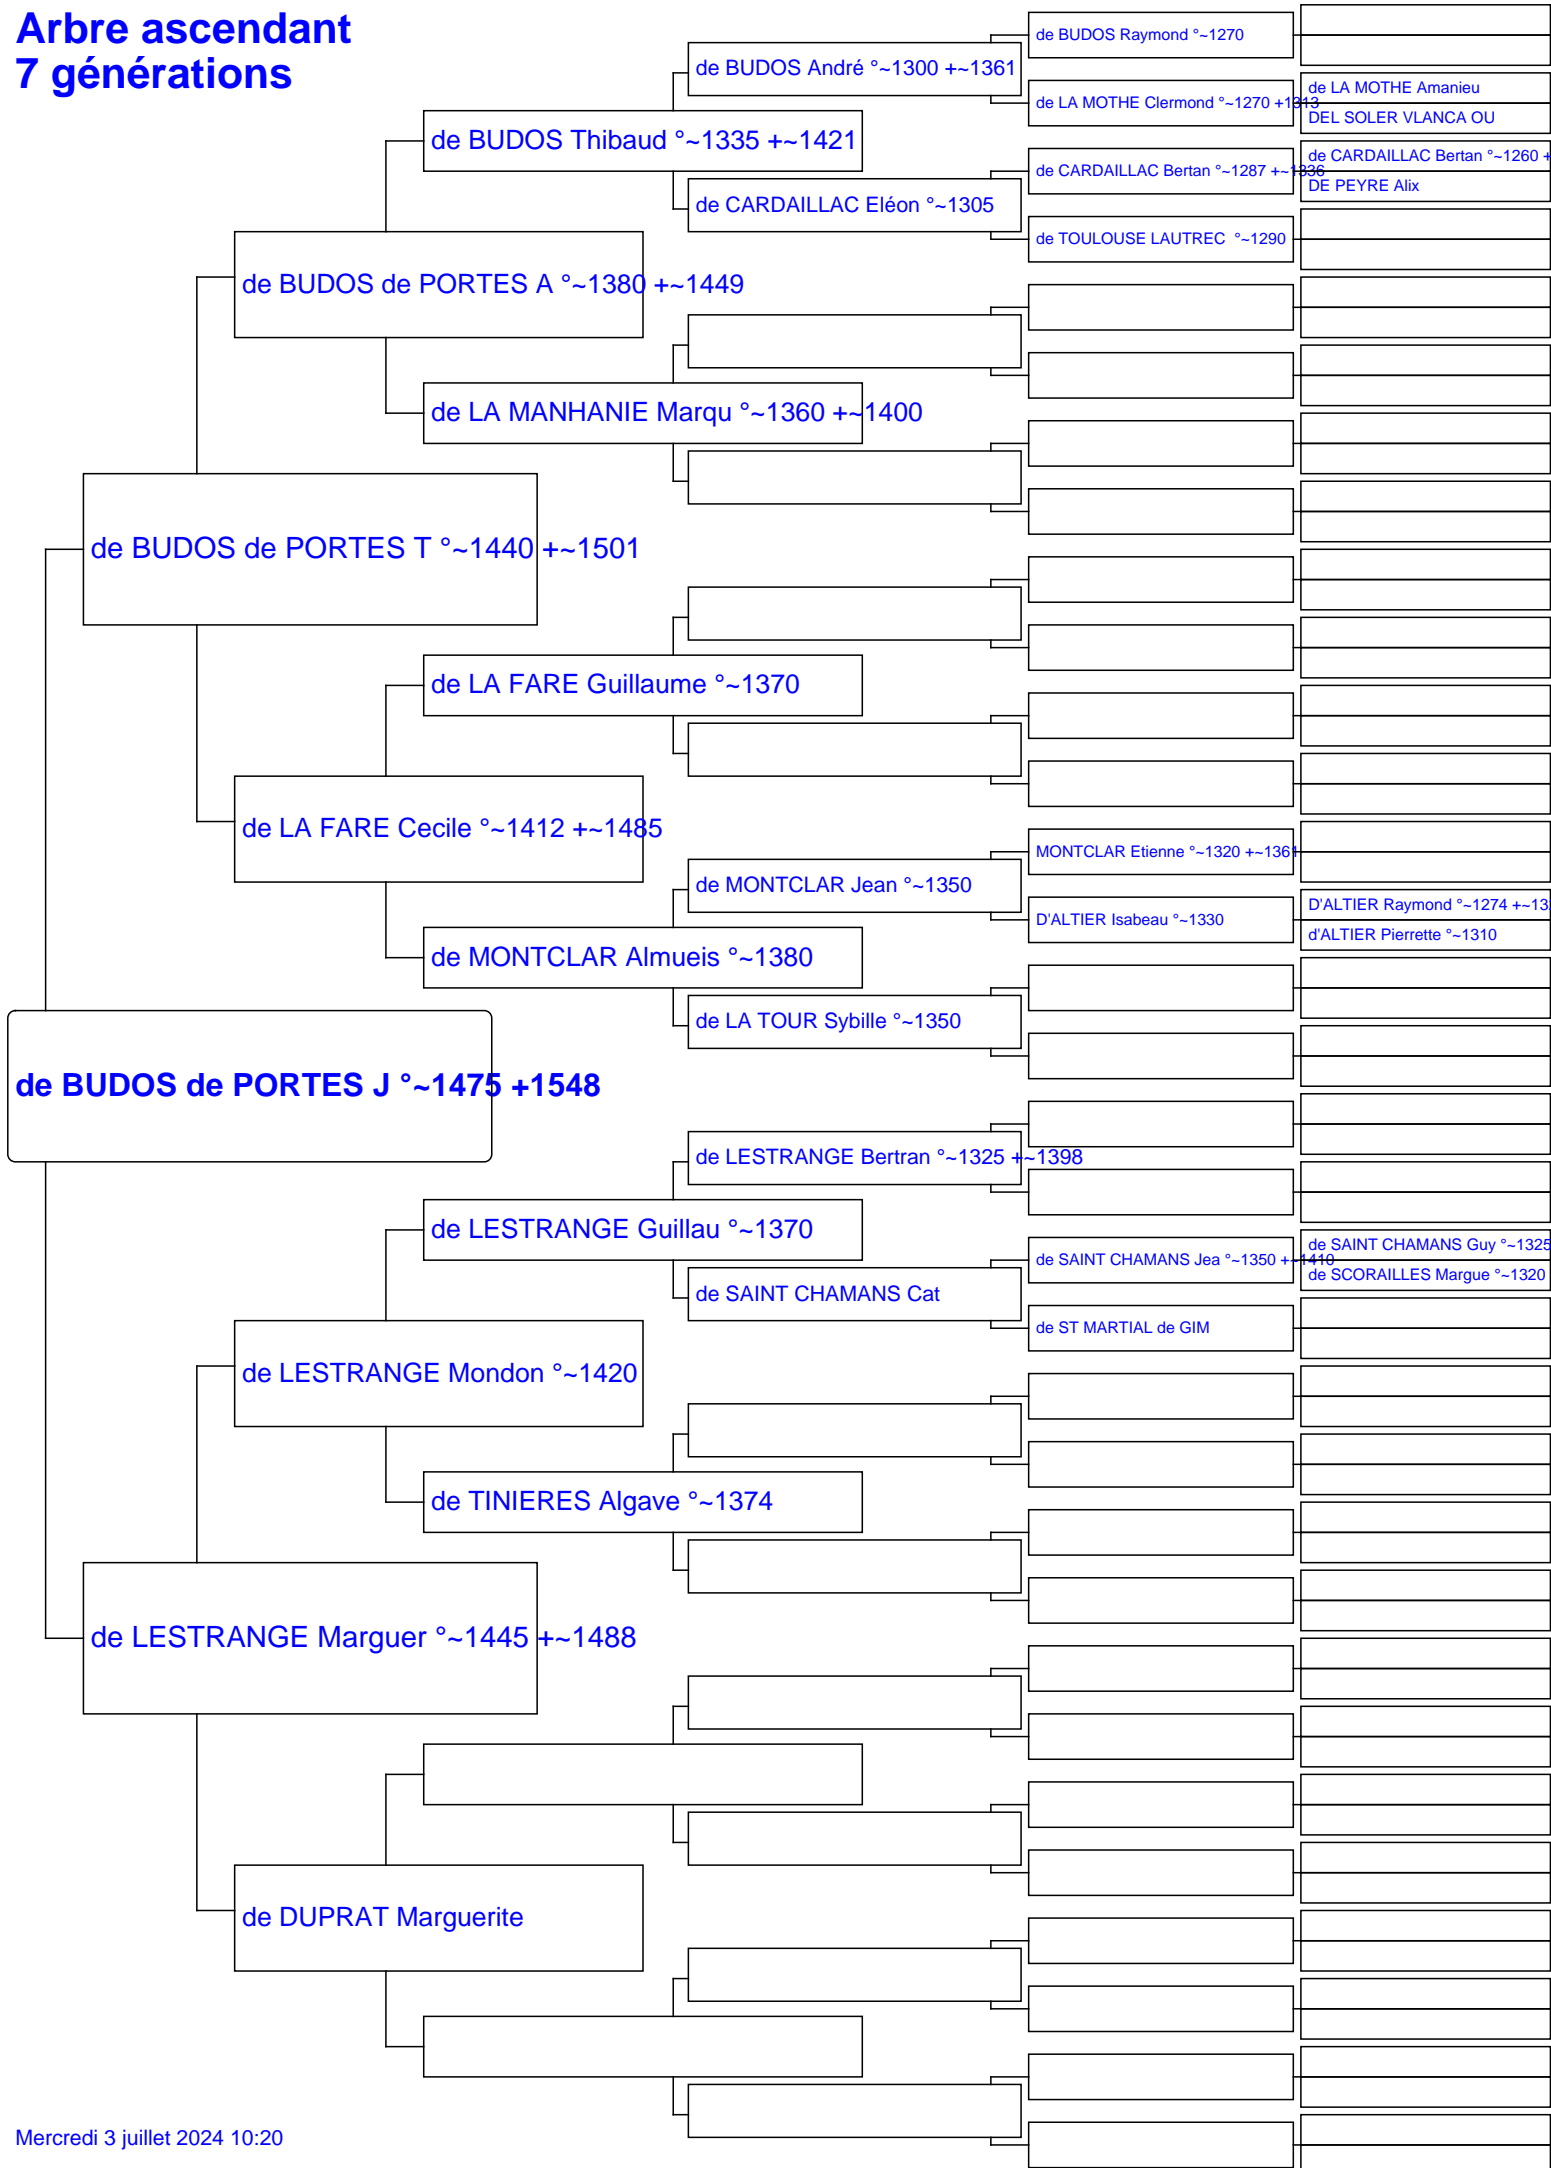 Arbre ascendant
7 générations
de BUDOS Raymond °~1270
de BUDOS André °~1300 +~1361
de LA MOTHE Amanieu
de LA MOTHE Clermond °~1270 +1313
DEL SOLER VLANCA OU
de BUDOS Thibaud °~1335 +~1421
de CARDAILLAC Bertan °~1260 +
de CARDAILLAC Bertan °~1287 +~1336
DE PEYRE Alix
de CARDAILLAC Eléon °~1305
de TOULOUSE LAUTREC °~1290
de BUDOS de PORTES A °~1380 +~1449
de LA MANHANIE Marqu °~1360 +~1400
de BUDOS de PORTES T °~1440 +~1501
de LA FARE Guillaume °~1370
de LA FARE Cecile °~1412 +~1485
MONTCLAR Etienne °~1320 +~1361
de MONTCLAR Jean °~1350
D'ALTIER Raymond °~1274 +~13
D'ALTIER Isabeau °~1330
d'ALTIER Pierrette °~1310
de MONTCLAR Almueis °~1380
de LA TOUR Sybille °~1350
de BUDOS de PORTES J °~1475 +1548
de LESTRANGE Bertran °~1325 +~1398
de LESTRANGE Guillau °~1370
de SAINT CHAMANS Guy °~1325
de SAINT CHAMANS Jea °~1350 +~1410
de SCORAILLES Margue °~1320
de SAINT CHAMANS Cat
de ST MARTIAL de GIM
de LESTRANGE Mondon °~1420
de TINIERES Algave °~1374
de LESTRANGE Marguer °~1445 +~1488
de DUPRAT Marguerite
Mercredi 3 juillet 2024 10:20